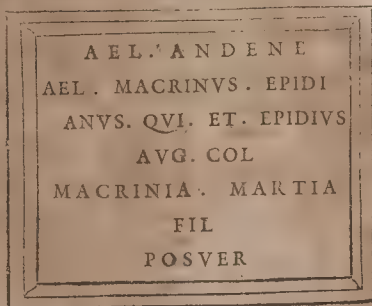 AEL. ANDENE
AEL. MACRINVS. EPIDI
ANVS. QVI. ET. EPIDIVS
AVG. COL
MACRINIA. MARTIA
FIL
POSVER